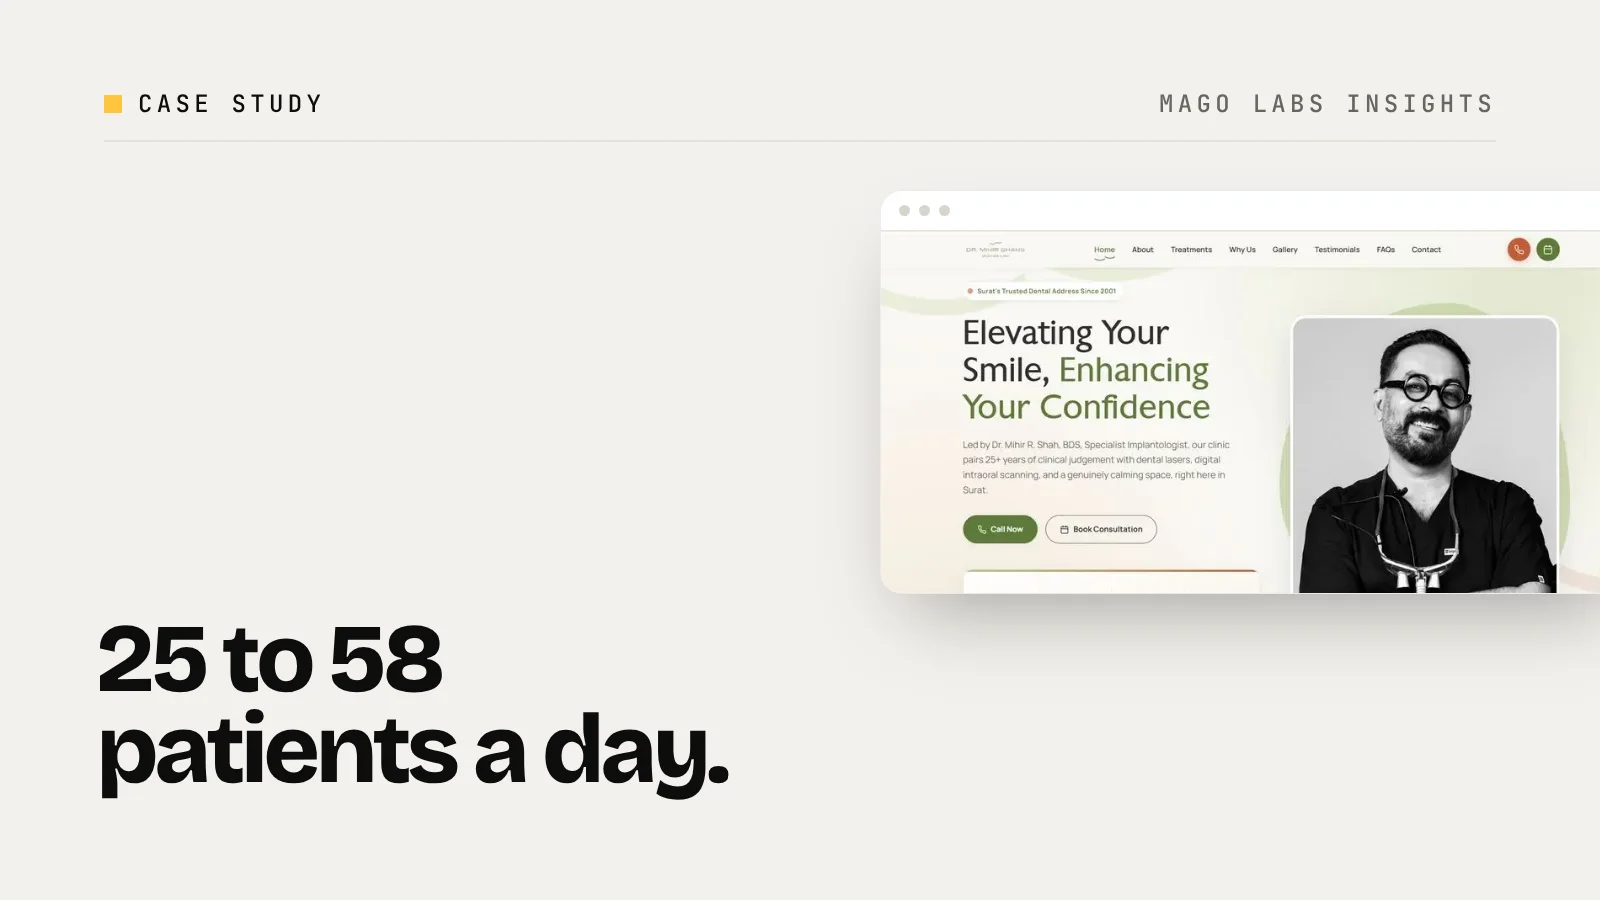 CASE STUDY
MAGO LABS INSIGHTS
Home About Treatments Why Us Gallery Testimonials FAQs Contact
Surat's Trusted Dental Address Since 2001
Elevating Your
Smile, Enhancing
Your Confidence
Led by Dr. Mihir R. Shah, BDS, Specialist Implantologist, our clinic
pairs 25+ years of clinical judgement with dental lasers, digital
intraoral scanning, and a genuinely calming space, right here in
Surat.
Call Now
Book Consultation
25 to 58
patients a day.